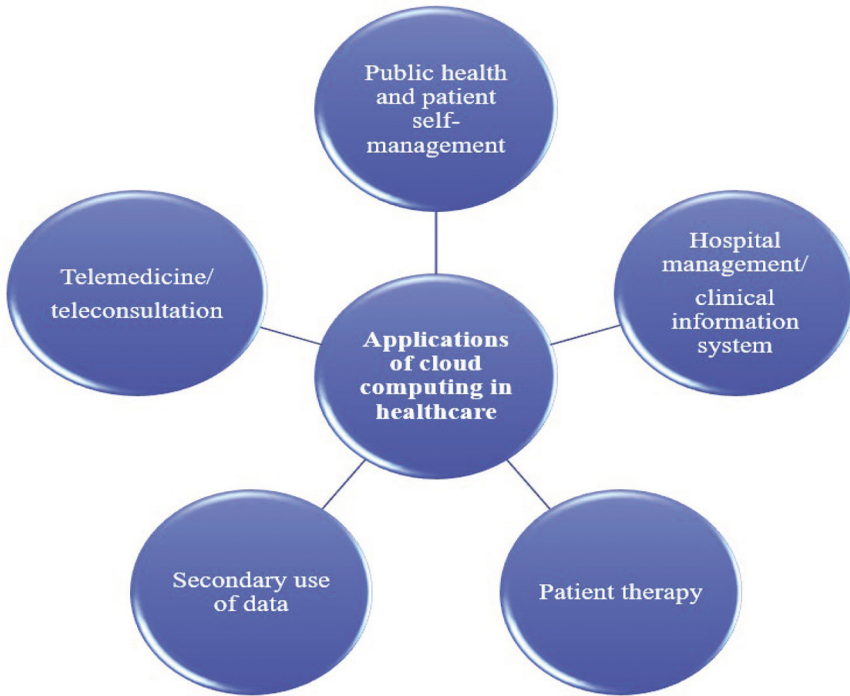 Public health
and patient
self-
management
Telemedicine/
teleconsultation
Hospital
management/
clinical
information
system
Applications
of cloud
computing in
healthcare
Secondary use
of data
Patient therapy